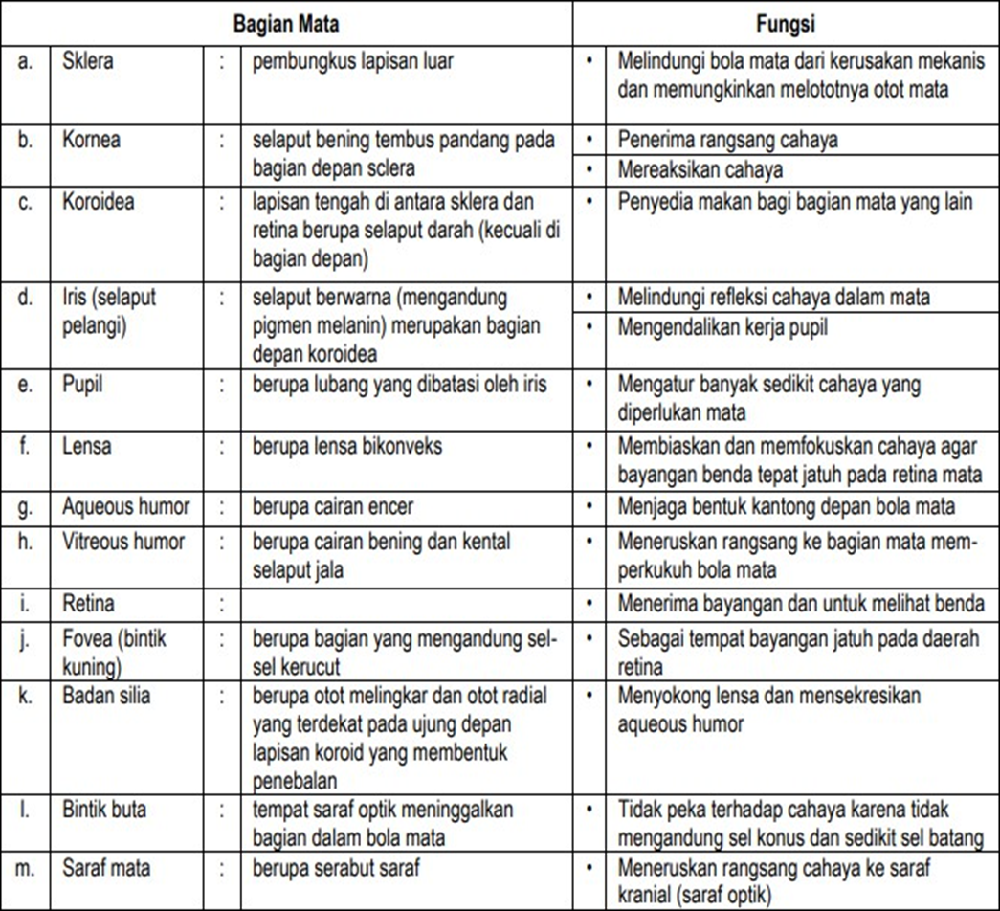 Bagian Mata Fungsi
a. Sklera : pembungkus lapisan luar • Melindungi bola mata dari kerusakan mekanis
dan memungkinkan melototnya otot mata
b. Kornea : selaput bening tembus pandang pada • Penerima rangsang cahaya
bagian depan sclera • Mereaksikan cahaya
c. Koroidea : lapisan tengah di antara sklera dan • Penyedia makan bagi bagian mata yang lain
retina berupa selaput darah (kecuali di
bagian depan)
d. Iris (selaput : selaput berwarna (mengandung • Melindungi refleksi cahaya dalam mata
pelangi) pigmen melanin) merupakan bagian • Mengendalikan kerja pupil
depan koroidea
e. Pupil : berupa lubang yang dibatasi oleh iris • Mengatur banyak sedikit cahaya yang
diperlukan mata
f. Lensa : berupa lensa bikonveks • Membiaskan dan memfokuskan cahaya agar
bayangan benda tepat jatuh pada retina mata
g. Aqueous humor : berupa cairan encer • Menjaga bentuk kantong depan bola mata
h. Vitreous humor : berupa cairan bening dan kental • Meneruskan rangsang ke bagian mata mem-
selaput jala perkukuh bola mata
i. Retina : • Menerima bayangan dan untuk melihat benda
j. Fovea (bintik : berupa bagian yang mengandung sel- • Sebagai tempat bayangan jatuh pada daerah
kuning) sel kerucut retina
k. Badan silia : berupa otot melingkar dan otot radial • Menyokong lensa dan mensekresikan
yang terdekat pada ujung depan aqueous humor
lapisan koroid yang membentuk
penebalan
l. Bintik buta : tempat saraf optik meninggalkan • Tidak peka terhadap cahaya karena tidak
bagian dalam bola mata mengandung sel konus dan sedikit sel batang
m. Saraf mata : berupa serabut saraf • Meneruskan rangsang cahaya ke saraf
kranial (saraf optik)